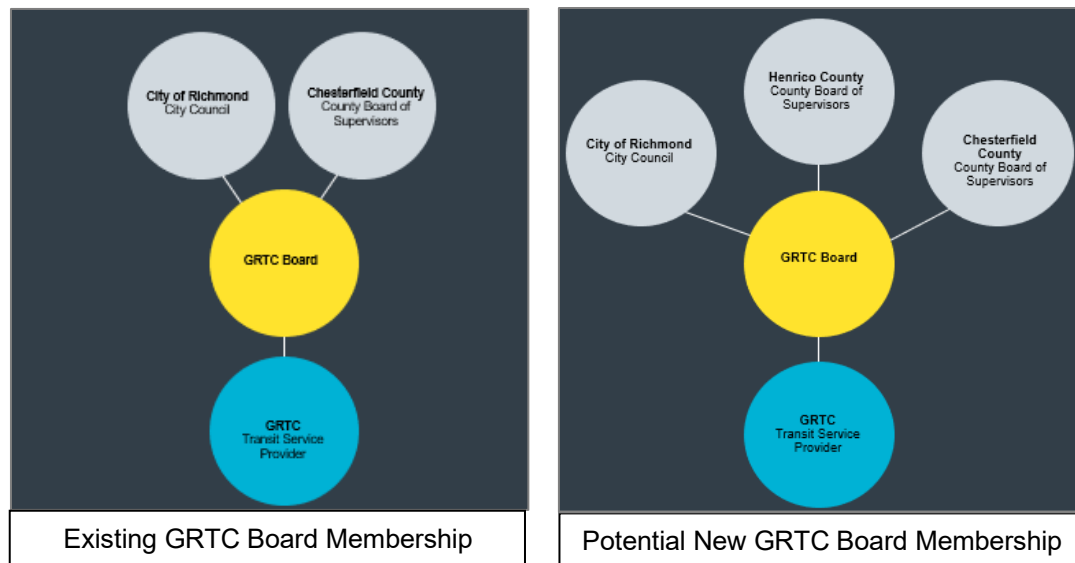 City of Richmond
City Council
Chesterfield County
County Board of
Supervisors
GRTC Board
GRTC
Transit Service
Provider
Existing GRTC Board Membership
Henrico County
County Board of
Supervisors
City of Richmond
City Council
Chesterfield
County
County Board of
Supervisors
GRTC Board
GRTC
Transit Service
Provider
Potential New GRTC Board Membership